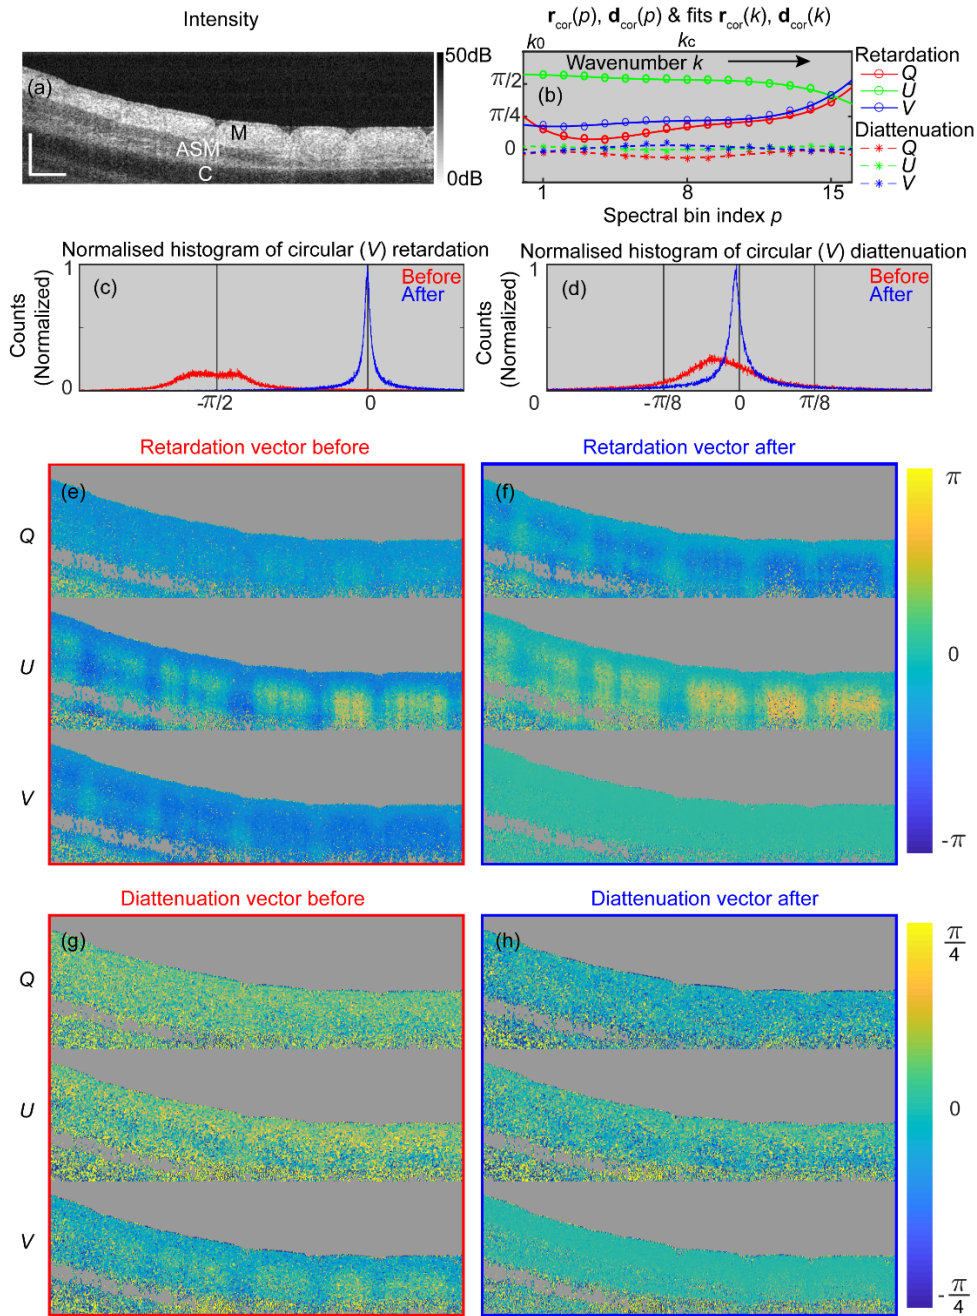 Intensity
r_cor(p), d_cor(p) & fits r_cor(k), d_cor(k)
(a)
50dB
M
ASM
C
0dB
k0
kc
Wavenumber k
(b)
π/2
π/4
0
1
8
15
Spectral bin index p
Retardation
Q
U
V
Diattenuation
Q
U
V
Normalised histogram of circular (V) retardation
(c)
1
0
Counts
(Normalized)
Before
After
-π/2
0
Normalised histogram of circular (V) diattenuation
(d)
1
0
Counts
(Normalized)
Before
After
-π/8
0
π/8
Retardation vector before
Retardation vector after
(e)
(f)
Q
U
V
π
0
-π
Diattenuation vector before
Diattenuation vector after
(g)
(h)
Q
U
V
π/4
0
-π/4